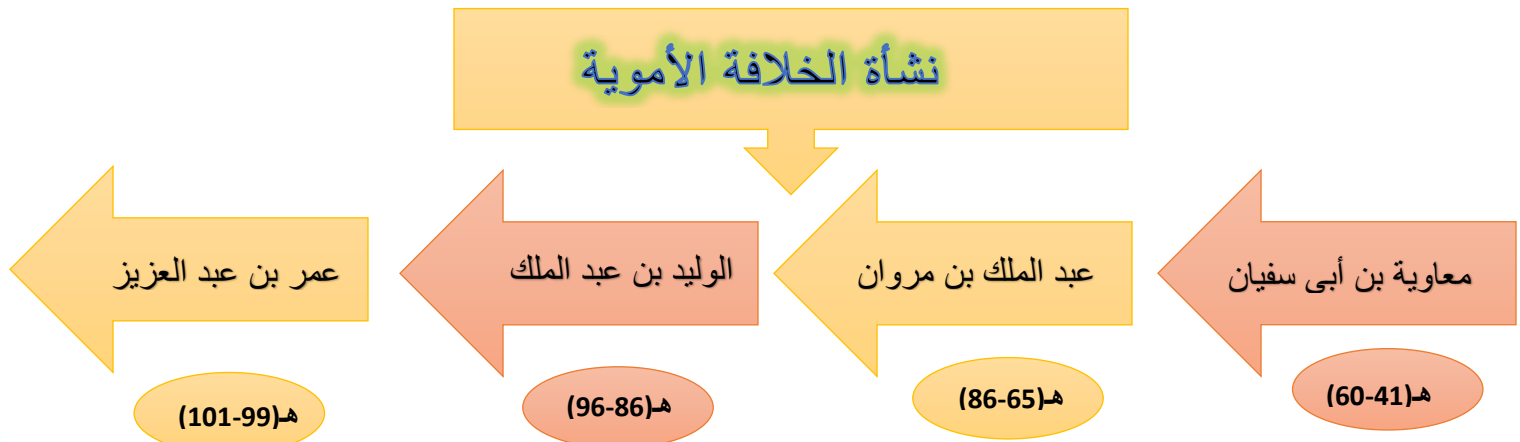 نشأة الخلافة الأموية
معاوية بن أبى سفيان
عبد الملك بن مروان
الوليد بن عبد الملك
عمر بن عبد العزيز
هـ(41-60)
هـ(65-86)
هـ(86-96)
هـ(99-101)